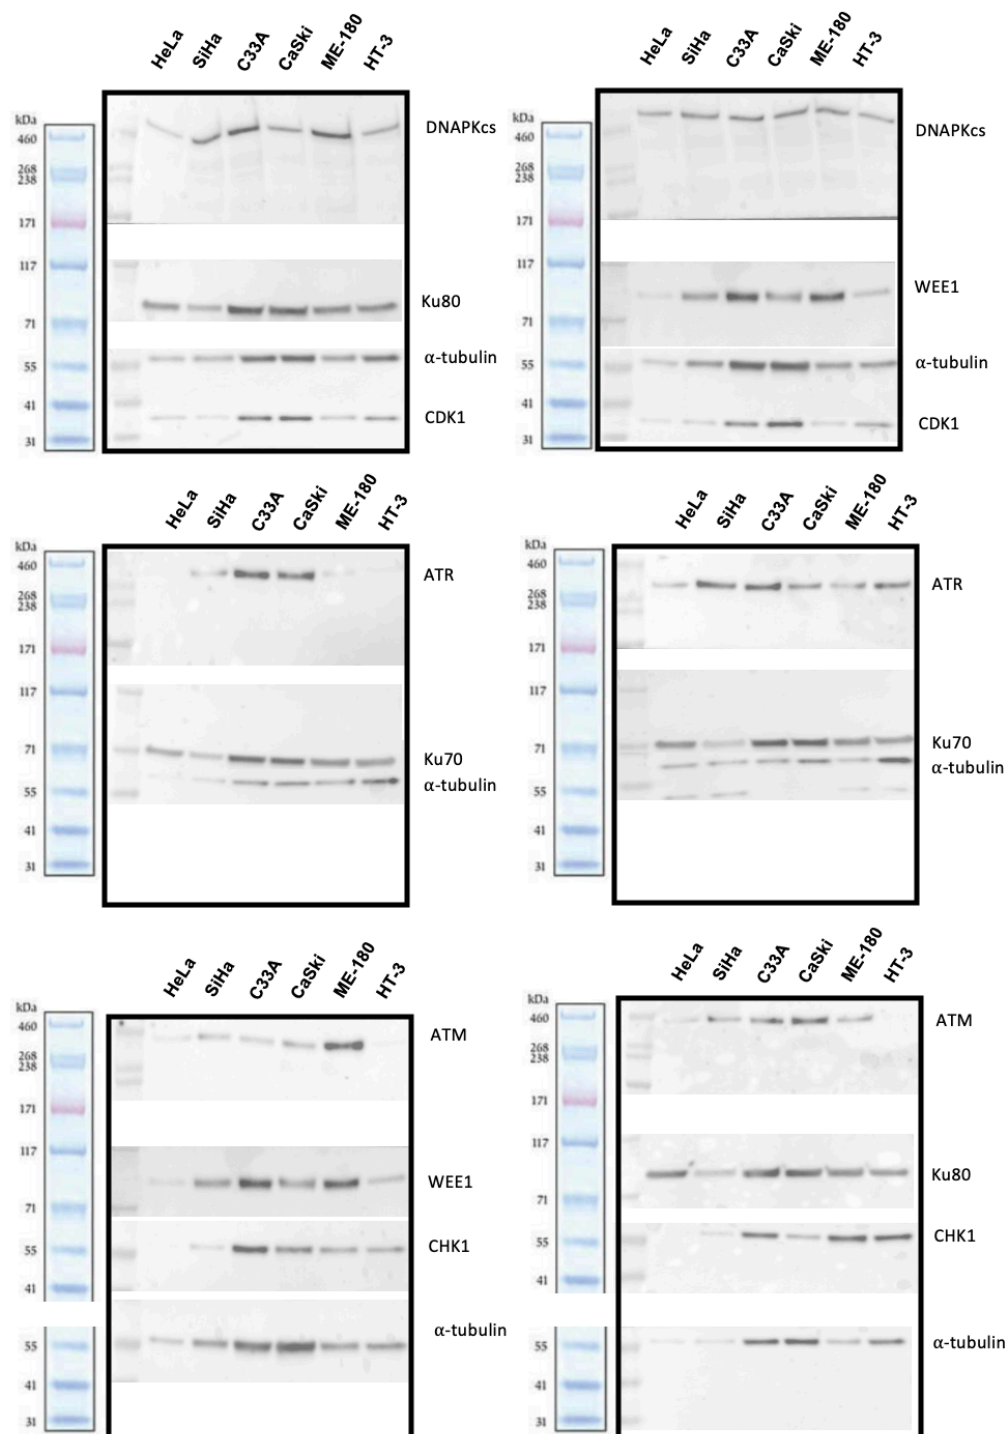 HeLa SiHa C33A CaSki ME-180 HT-3
kDa
460
268
238
171
117
71
55
41
31
DNAPKcs
Ku80
α-tubulin
CDK1
HeLa SiHa C33A CaSki ME-180 HT-3
kDa
460
268
238
171
117
71
55
41
31
DNAPKcs
WEE1
α-tubulin
CDK1
HeLa SiHa C33A CaSki ME-180 HT-3
kDa
460
268
238
171
117
71
55
41
31
ATR
Ku70
α-tubulin
HeLa SiHa C33A CaSki ME-180 HT-3
kDa
460
268
238
171
117
71
55
41
31
ATR
Ku70
α-tubulin
HeLa SiHa C33A CaSki ME-180 HT-3
kDa
460
268
238
171
117
71
55
41
55
41
31
ATM
WEE1
CHK1
α-tubulin
HeLa SiHa C33A CaSki ME-180 HT-3
kDa
460
268
238
171
117
71
55
41
55
41
31
ATM
Ku80
CHK1
α-tubulin